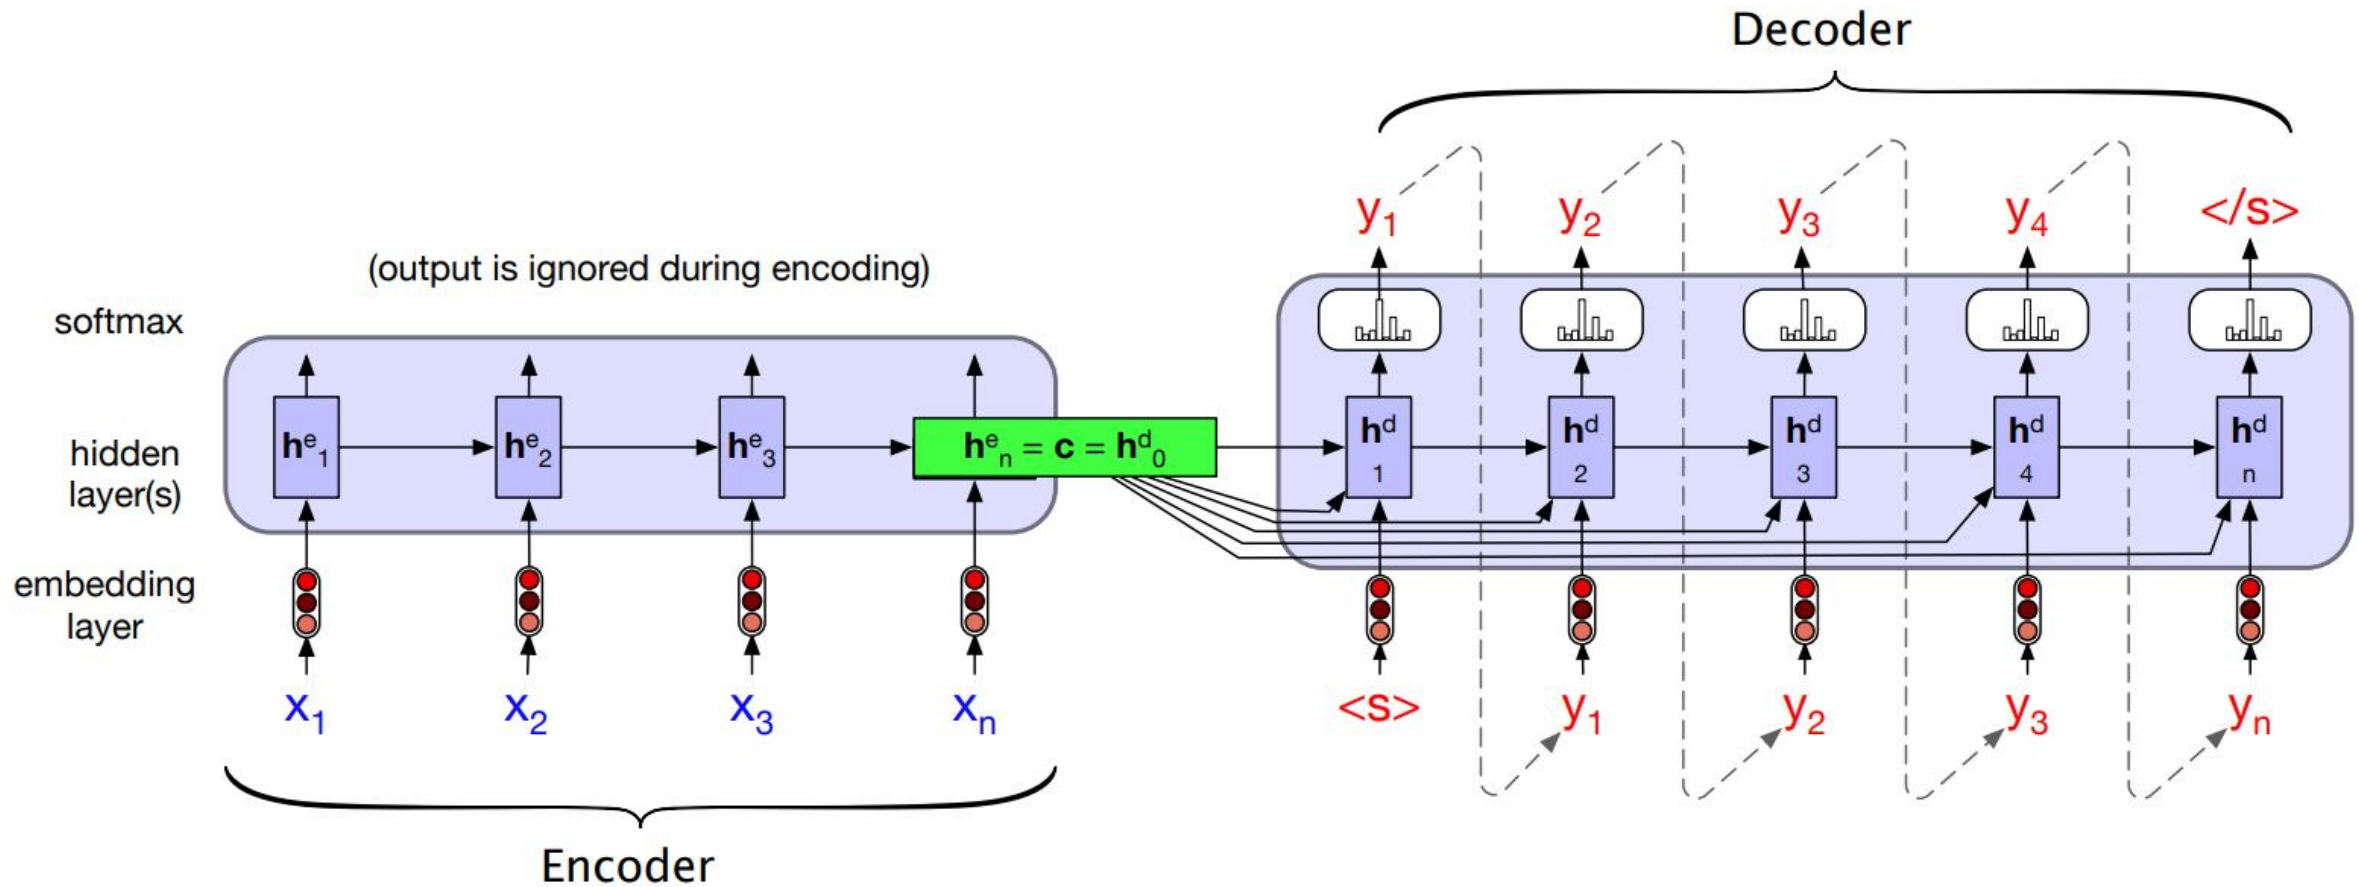 Decoder
y1 y2 y3 y4 </s>
(output is ignored during encoding)
softmax
hidden
layer(s)
he1 he2 he3 hen = c = hd0 hd1 hd2 hd3 hd4 hdn
embedding
layer
x1 x2 x3 xn <s> y1 y2 y3 yn
Encoder